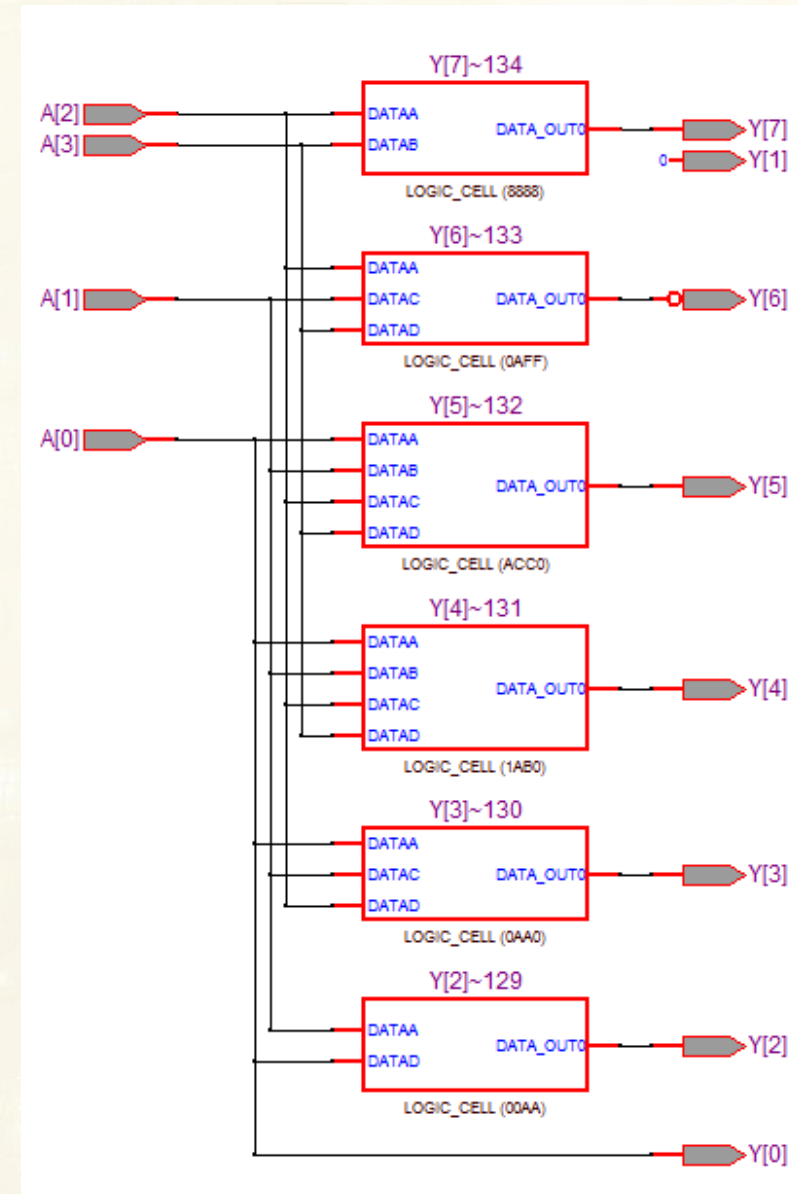 Y[7]~134
A[2] DATAA DATA_OUT0 Y[7]
A[3] DATAB 0 Y[1]
LOGIC_CELL (8888)
Y[6]~133
DATAA
A[1] DATAC DATA_OUT0 Y[6]
DATAD
LOGIC_CELL (0AFF)
Y[5]~132
A[0] DATAA
DATAB
DATAC DATA_OUT0 Y[5]
DATAD
LOGIC_CELL (ACC0)
Y[4]~131
DATAA
DATAB
DATAC DATA_OUT0 Y[4]
DATAD
LOGIC_CELL (1AB0)
Y[3]~130
DATAA
DATAC DATA_OUT0 Y[3]
DATAD
LOGIC_CELL (0AA0)
Y[2]~129
DATAA
DATAD DATA_OUT0 Y[2]
LOGIC_CELL (00AA)
Y[0]